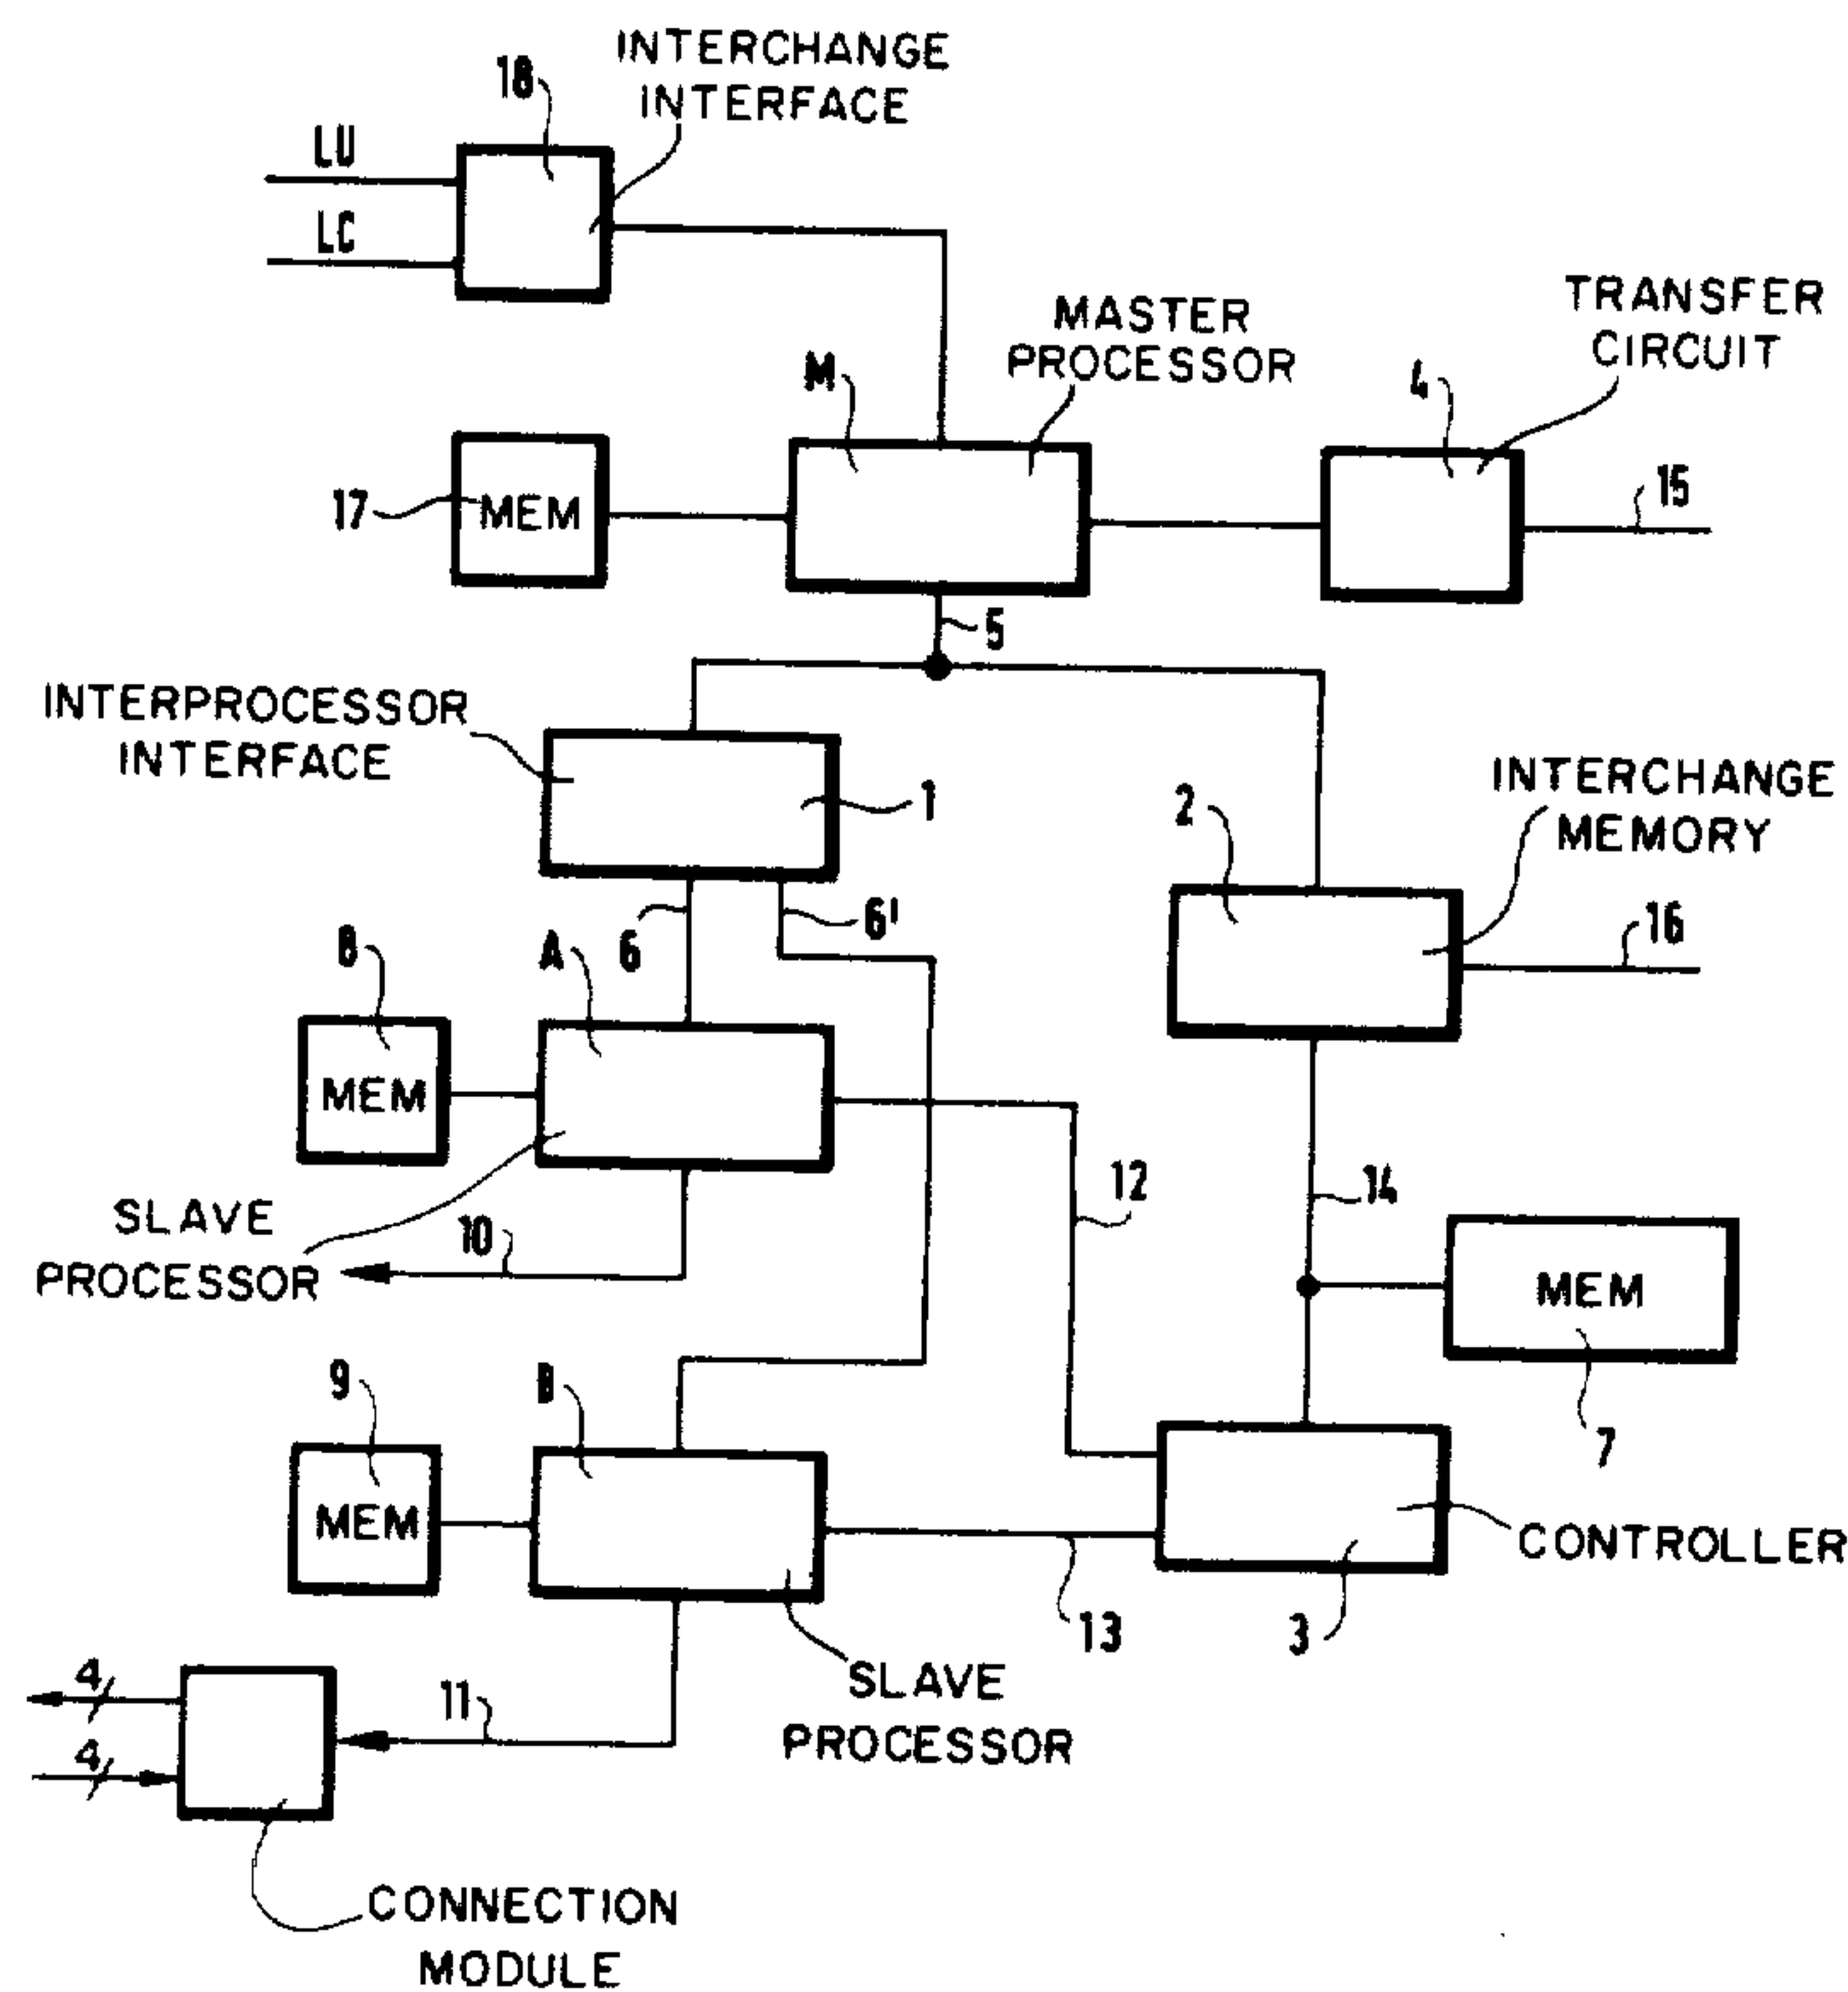 INTERCHANGE
INTERFACE
18
LU
LC
MASTER
PROCESSOR
M
TRANSFER
CIRCUIT
4
15
17
MEM
5
INTERPROCESSOR
INTERFACE
1
2
INTERCHANGE
MEMORY
16
6
6'
8
A
MEM
SLAVE
PROCESSOR
10
12
14
MEM
7
9
B
MEM
CONTROLLER
3
13
SLAVE
PROCESSOR
11
4
4
CONNECTION
MODULE